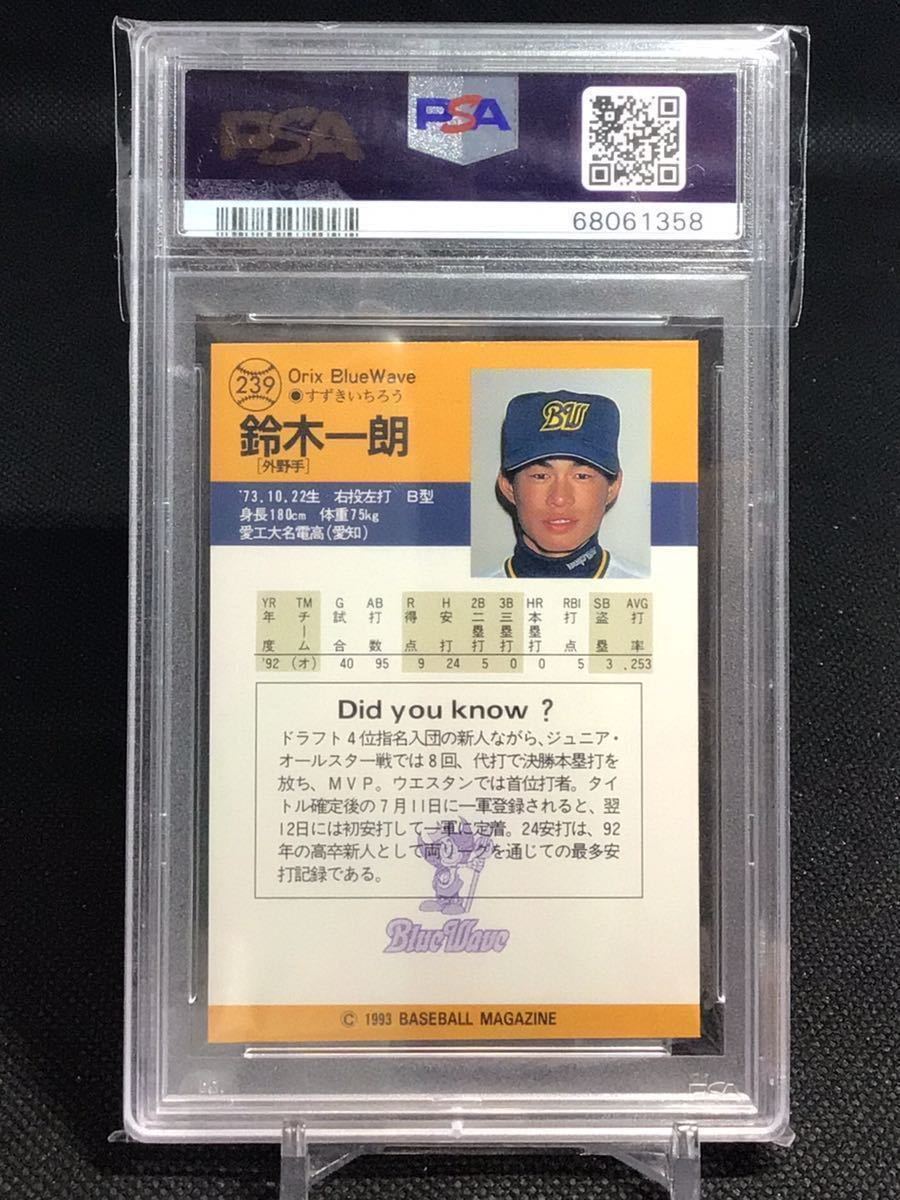 PSA
PSA
68061358
239
Orix BlueWave
●すずきいちろう
鈴木一朗
[外野手]
BW
'73.10.22生 右投左打 B型
身長180cm 体重75kg
愛工大名電高(愛知)
YR TM G AB R H 2B 3B HR RBI SB AVG
年度 チーム 試合 打数 得点 安打 二塁打 三塁打 本塁打 打点 盗塁 打率
'92 (オ) 40 95 9 24 5 0 0 5 3 .253
Did you know ?
ドラフト4位指名入団の新人ながら、ジュニア・
オールスター戦では8回、代打で決勝本塁打を
放ち、MVP。ウエスタンでは首位打者。タイ
トル確定後の7月11日に一軍登録されると、翌
12日には初安打して一軍に定着。24安打は、92
年の高卒新人として両リーグを通じての最多安
打記録である。
BlueWave
© 1993 BASEBALL MAGAZINE
PSA